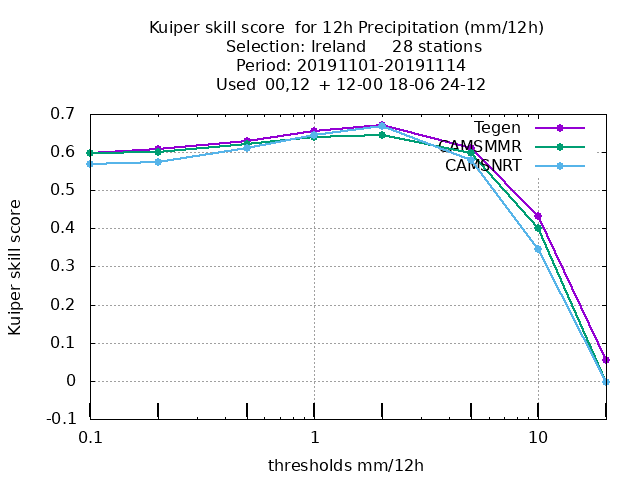 Kuiper skill score  for 12h Precipitation (mm/12h)
Selection: Ireland     28 stations
Period: 20191101-20191114
Used  00,12  + 12-00 18-06 24-12
Tegen
CAMSMMR
CAMSNRT
Kuiper skill score
0.7
0.6
0.5
0.4
0.3
0.2
0.1
0
-0.1
0.1 1 10
thresholds mm/12h